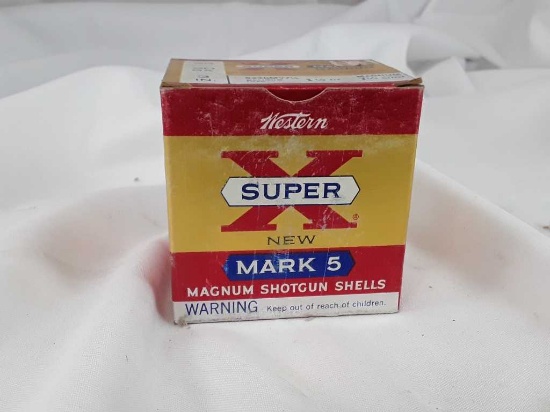 Western
X
SUPER
®
NEW
MARK 5
MAGNUM SHOTGUN SHELLS
WARNING Keep out of reach of children.